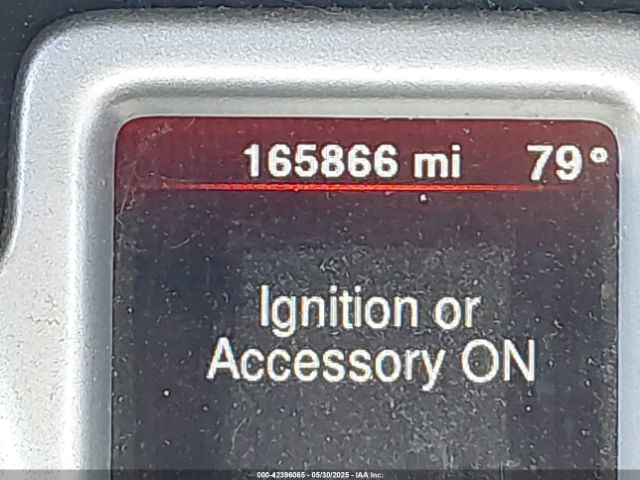 165866 mi 79°
Ignition or
Accessory ON
000-42396065 - 05/30/2025 - IAA Inc.